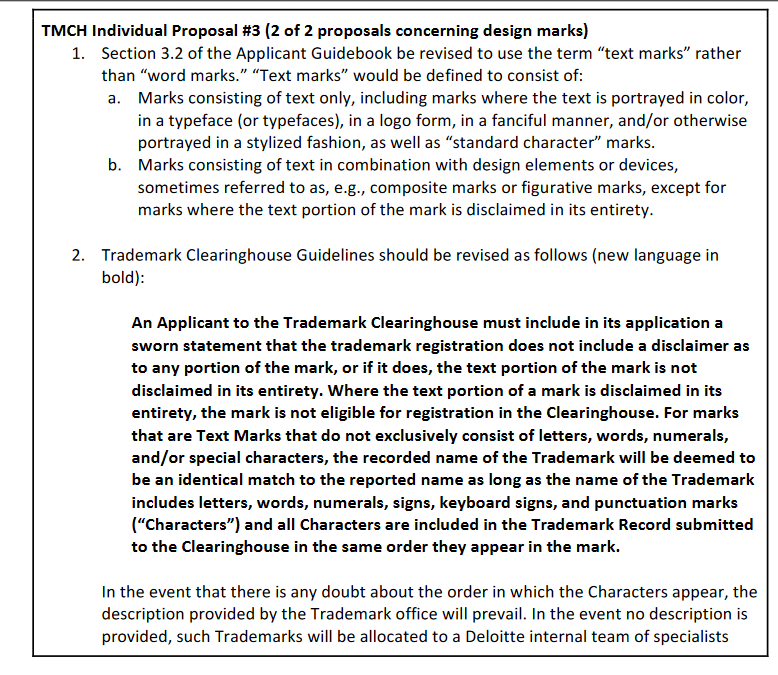 TMCH Individual Proposal #3 (2 of 2 proposals concerning design marks)
1. Section 3.2 of the Applicant Guidebook be revised to use the term “text marks” rather
than “word marks.” “Text marks” would be defined to consist of:
a. Marks consisting of text only, including marks where the text is portrayed in color,
in a typeface (or typefaces), in a logo form, in a fanciful manner, and/or otherwise
portrayed in a stylized fashion, as well as “standard character” marks.
b. Marks consisting of text in combination with design elements or devices,
sometimes referred to as, e.g., composite marks or figurative marks, except for
marks where the text portion of the mark is disclaimed in its entirety.
2. Trademark Clearinghouse Guidelines should be revised as follows (new language in
bold):
An Applicant to the Trademark Clearinghouse must include in its application a
sworn statement that the trademark registration does not include a disclaimer as
to any portion of the mark, or if it does, the text portion of the mark is not
disclaimed in its entirety. Where the text portion of a mark is disclaimed in its
entirety, the mark is not eligible for registration in the Clearinghouse. For marks
that are Text Marks that do not exclusively consist of letters, words, numerals,
and/or special characters, the recorded name of the Trademark will be deemed to
be an identical match to the reported name as long as the name of the Trademark
includes letters, words, numerals, signs, keyboard signs, and punctuation marks
(“Characters”) and all Characters are included in the Trademark Record submitted
to the Clearinghouse in the same order they appear in the mark.
In the event that there is any doubt about the order in which the Characters appear, the
description provided by the Trademark office will prevail. In the event no description is
provided, such Trademarks will be allocated to a Deloitte internal team of specialists